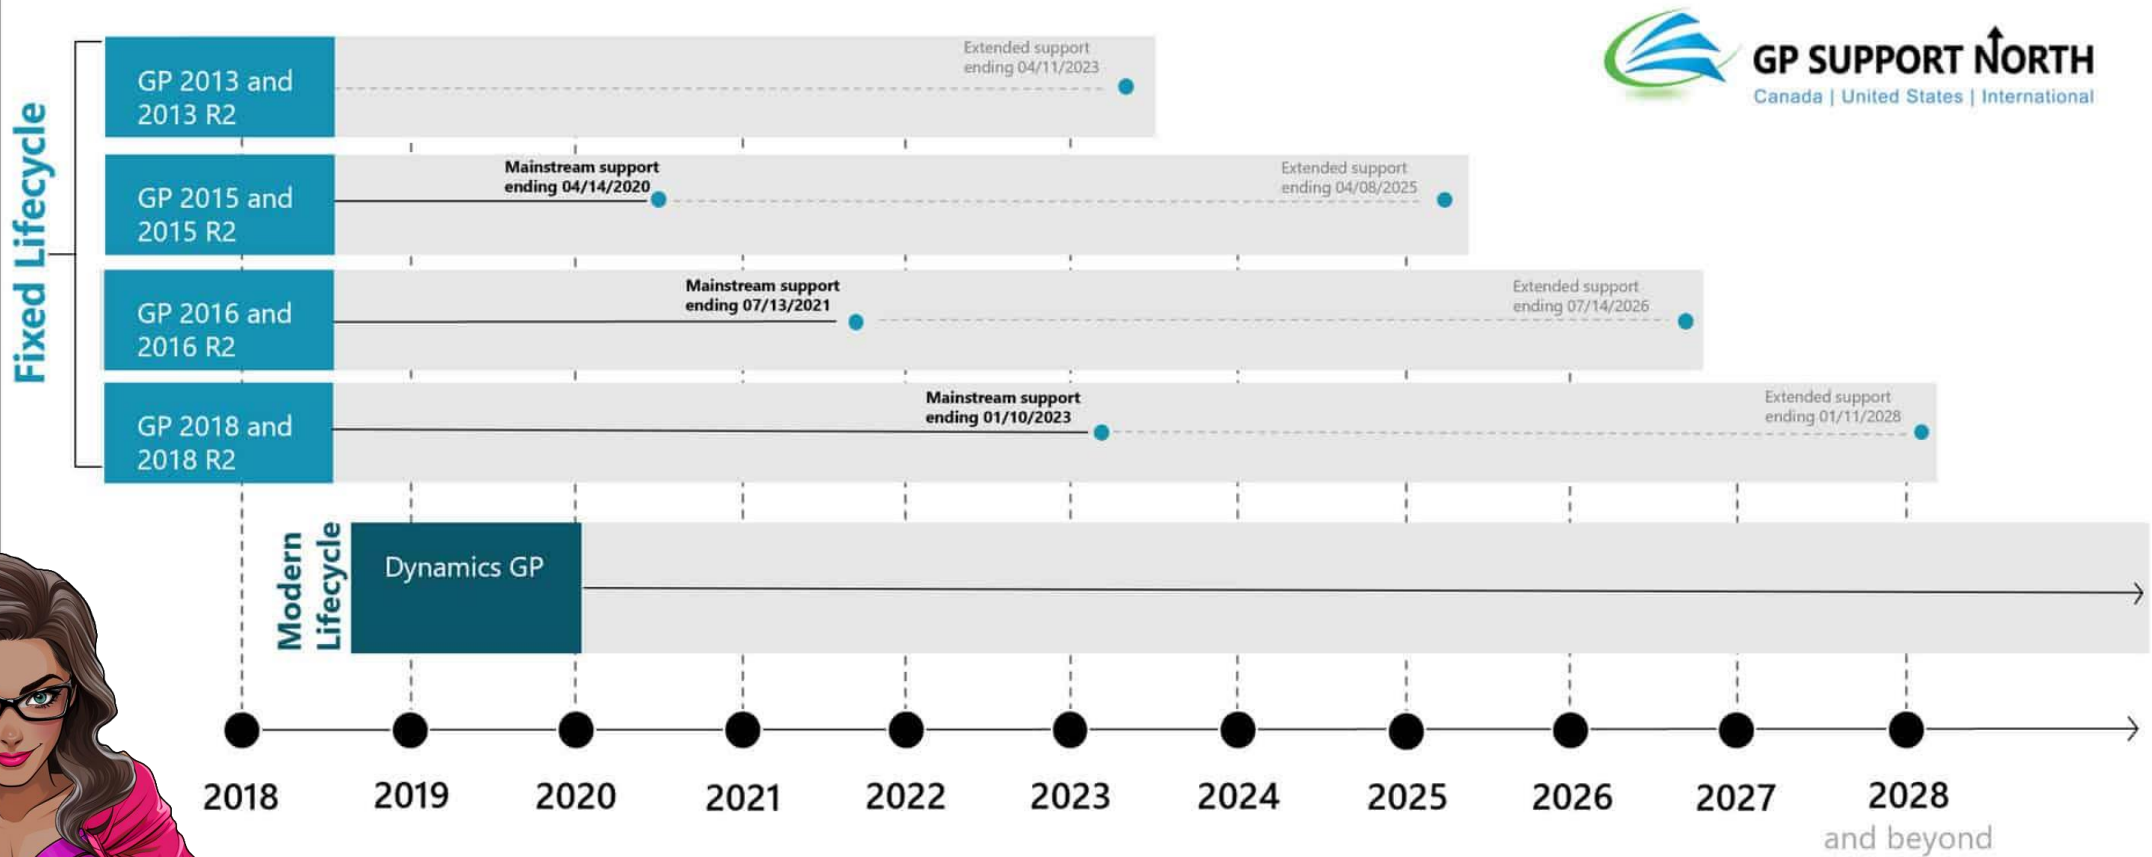 GP SUPPORT NORTH
Canada | United States | International
Fixed Lifecycle
GP 2013 and
2013 R2
Extended support
ending 04/11/2023
GP 2015 and
2015 R2
Mainstream support
ending 04/14/2020
Extended support
ending 04/08/2025
GP 2016 and
2016 R2
Mainstream support
ending 07/13/2021
Extended support
ending 07/14/2026
GP 2018 and
2018 R2
Mainstream support
ending 01/10/2023
Extended support
ending 01/11/2028
Modern
Lifecycle
Dynamics GP
2018 2019 2020 2021 2022 2023 2024 2025 2026 2027 2028
and beyond